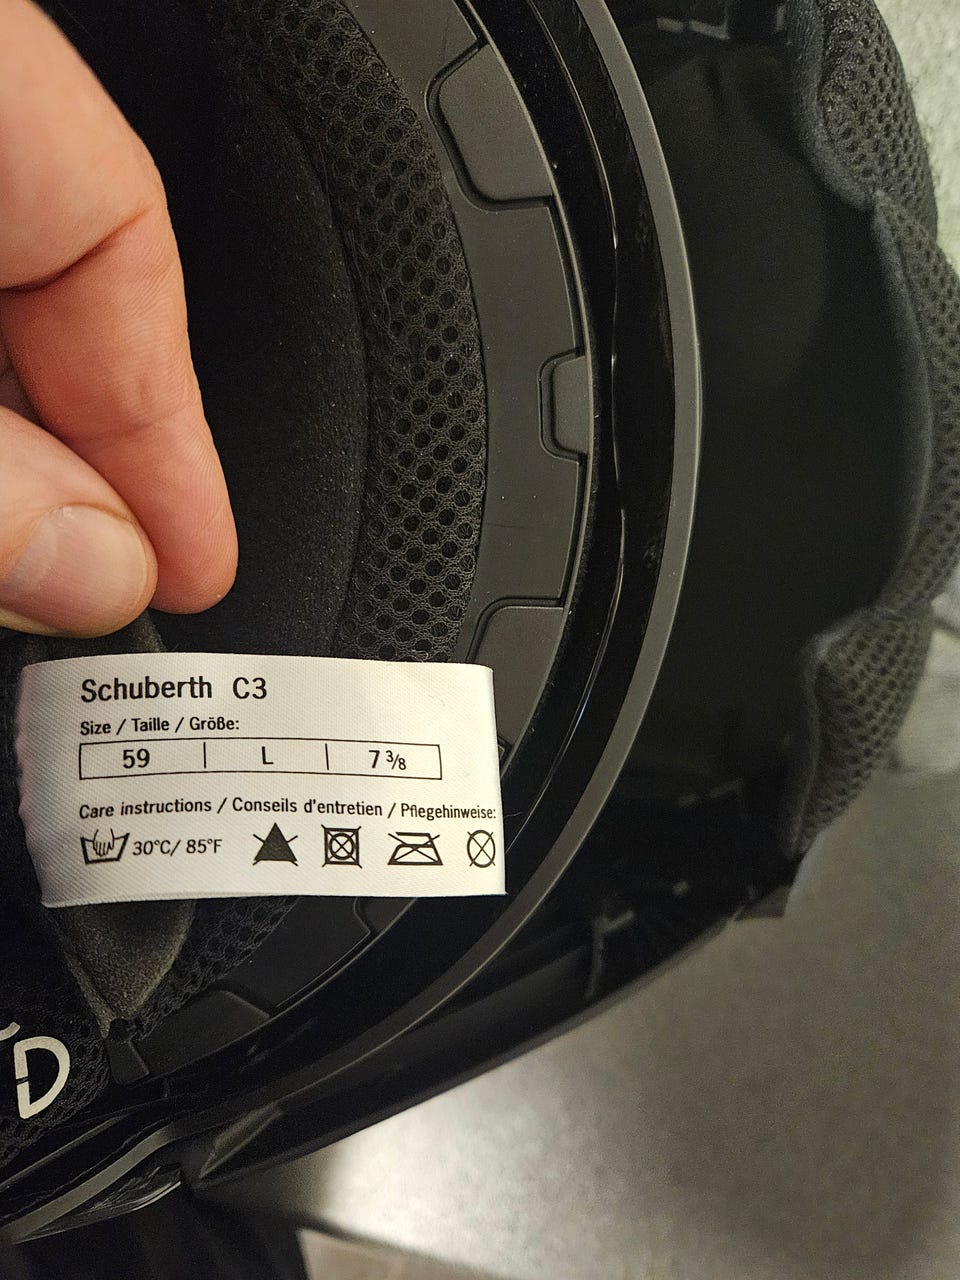 Schuberth C3
Size / Taille / Größe:
59 | L | 7 3/8
Care instructions / Conseils d'entretien / Pflegehinweise:
30°C/ 85°F
D